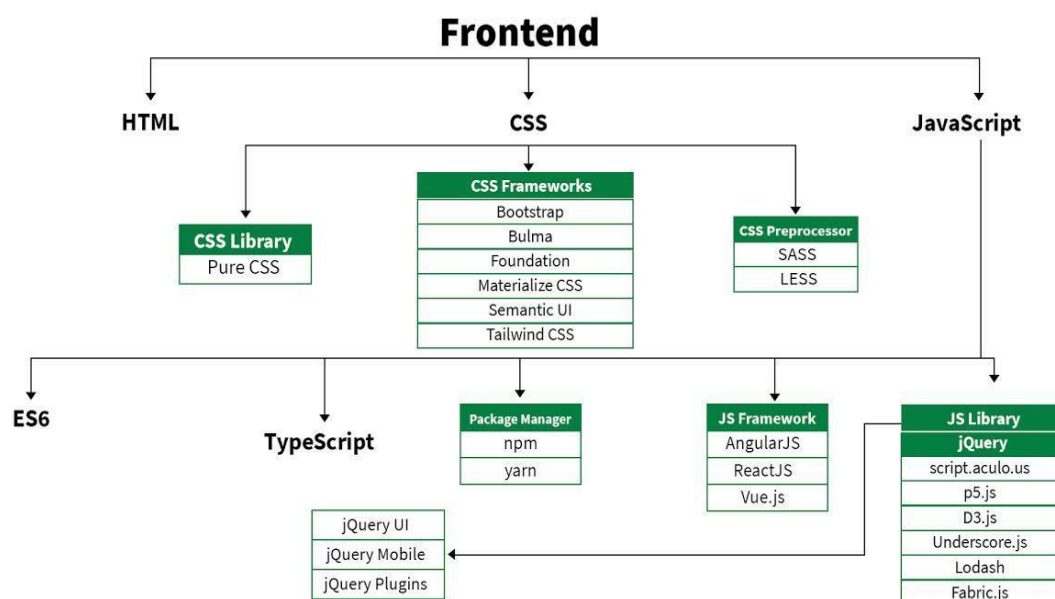 Frontend
HTML
CSS
JavaScript
CSS Library
Pure CSS
CSS Frameworks
Bootstrap
Bulma
Foundation
Materialize CSS
Semantic UI
Tailwind CSS
CSS Preprocessor
SASS
LESS
ES6
TypeScript
Package Manager
npm
yarn
JS Framework
AngularJS
ReactJS
Vue.js
JS Library
jQuery
script.aculo.us
p5.js
D3.js
Underscore.js
Lodash
Fabric.js
jQuery UI
jQuery Mobile
jQuery Plugins